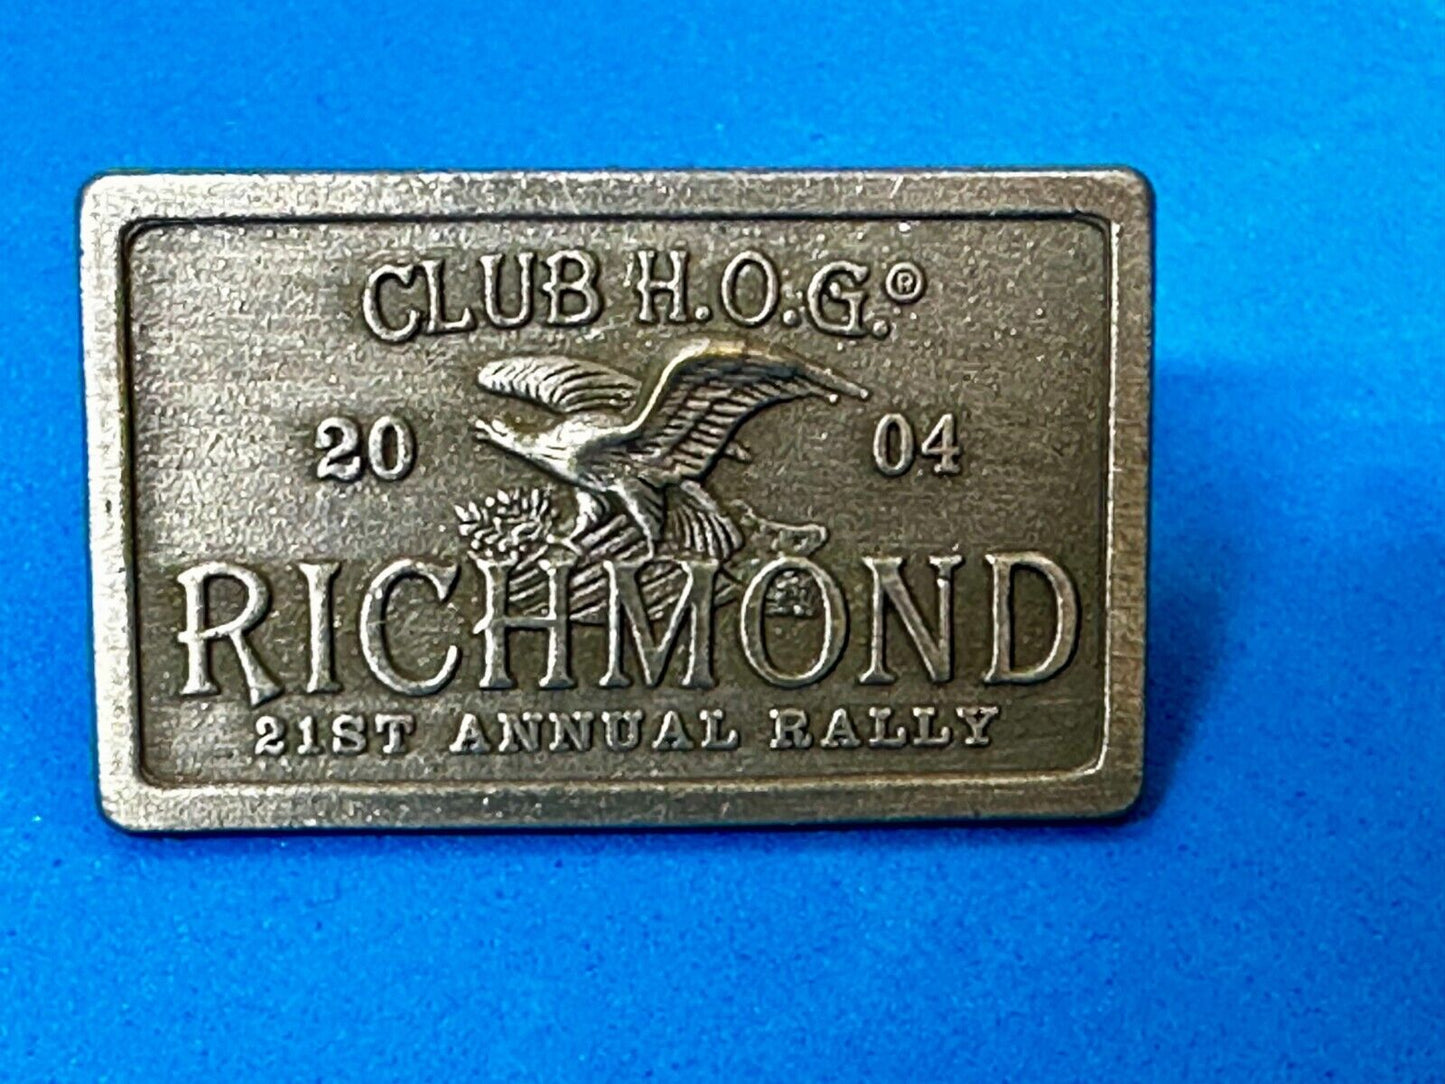 CLUB H.O.G.®
20 04
RICHMOND
21ST ANNUAL RALLY